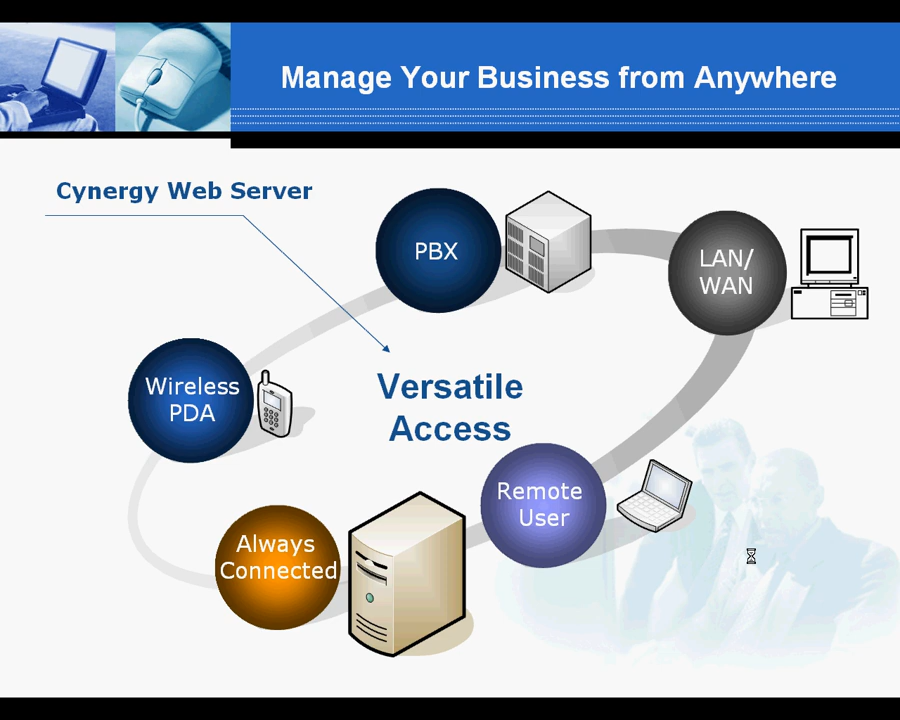 Manage Your Business from Anywhere
Cynergy Web Server
PBX
LAN/
WAN
Wireless
PDA
Versatile
Access
Remote
User
Always
Connected